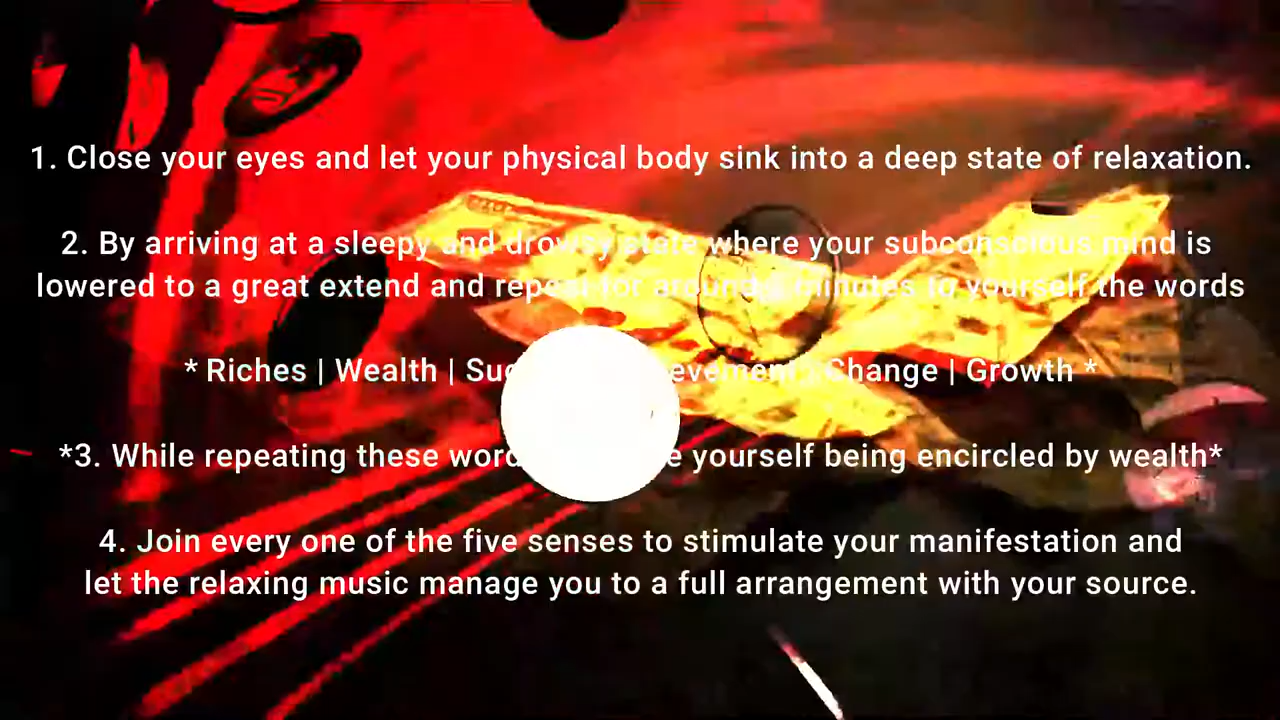 1. Close your eyes and let your physical body sink into a deep state of relaxation.
2. By arriving at a sleepy and drowsy state where your subconscious mind is
lowered to a great extend and repeat for around minutes to yourself the words
* Riches | Wealth | Change | Growth *
*3. While repeating these yourself being encircled by wealth*
4. Join every one of the five senses to stimulate your manifestation and
let the relaxing music manage you to a full arrangement with your source.